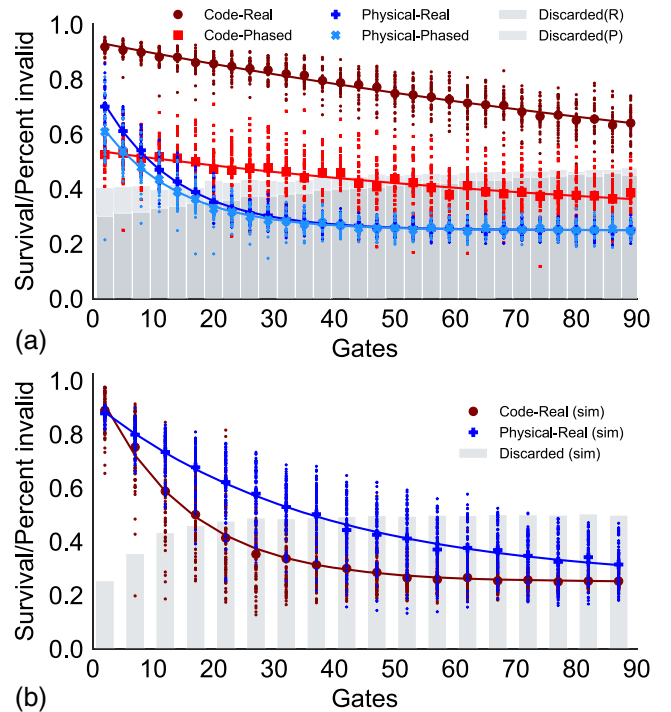 Code-Real Physical-Real Discarded(R)
Code-Phased Physical-Phased Discarded(P)
Survival/Percent invalid
1.0
0.8
0.6
0.4
0.2
0.0
0 10 20 30 40 50 60 70 80 90
(a) Gates
Code-Real (sim)
Physical-Real (sim)
Discarded (sim)
Survival/Percent invalid
1.0
0.8
0.6
0.4
0.2
0.0
0 10 20 30 40 50 60 70 80 90
(b) Gates